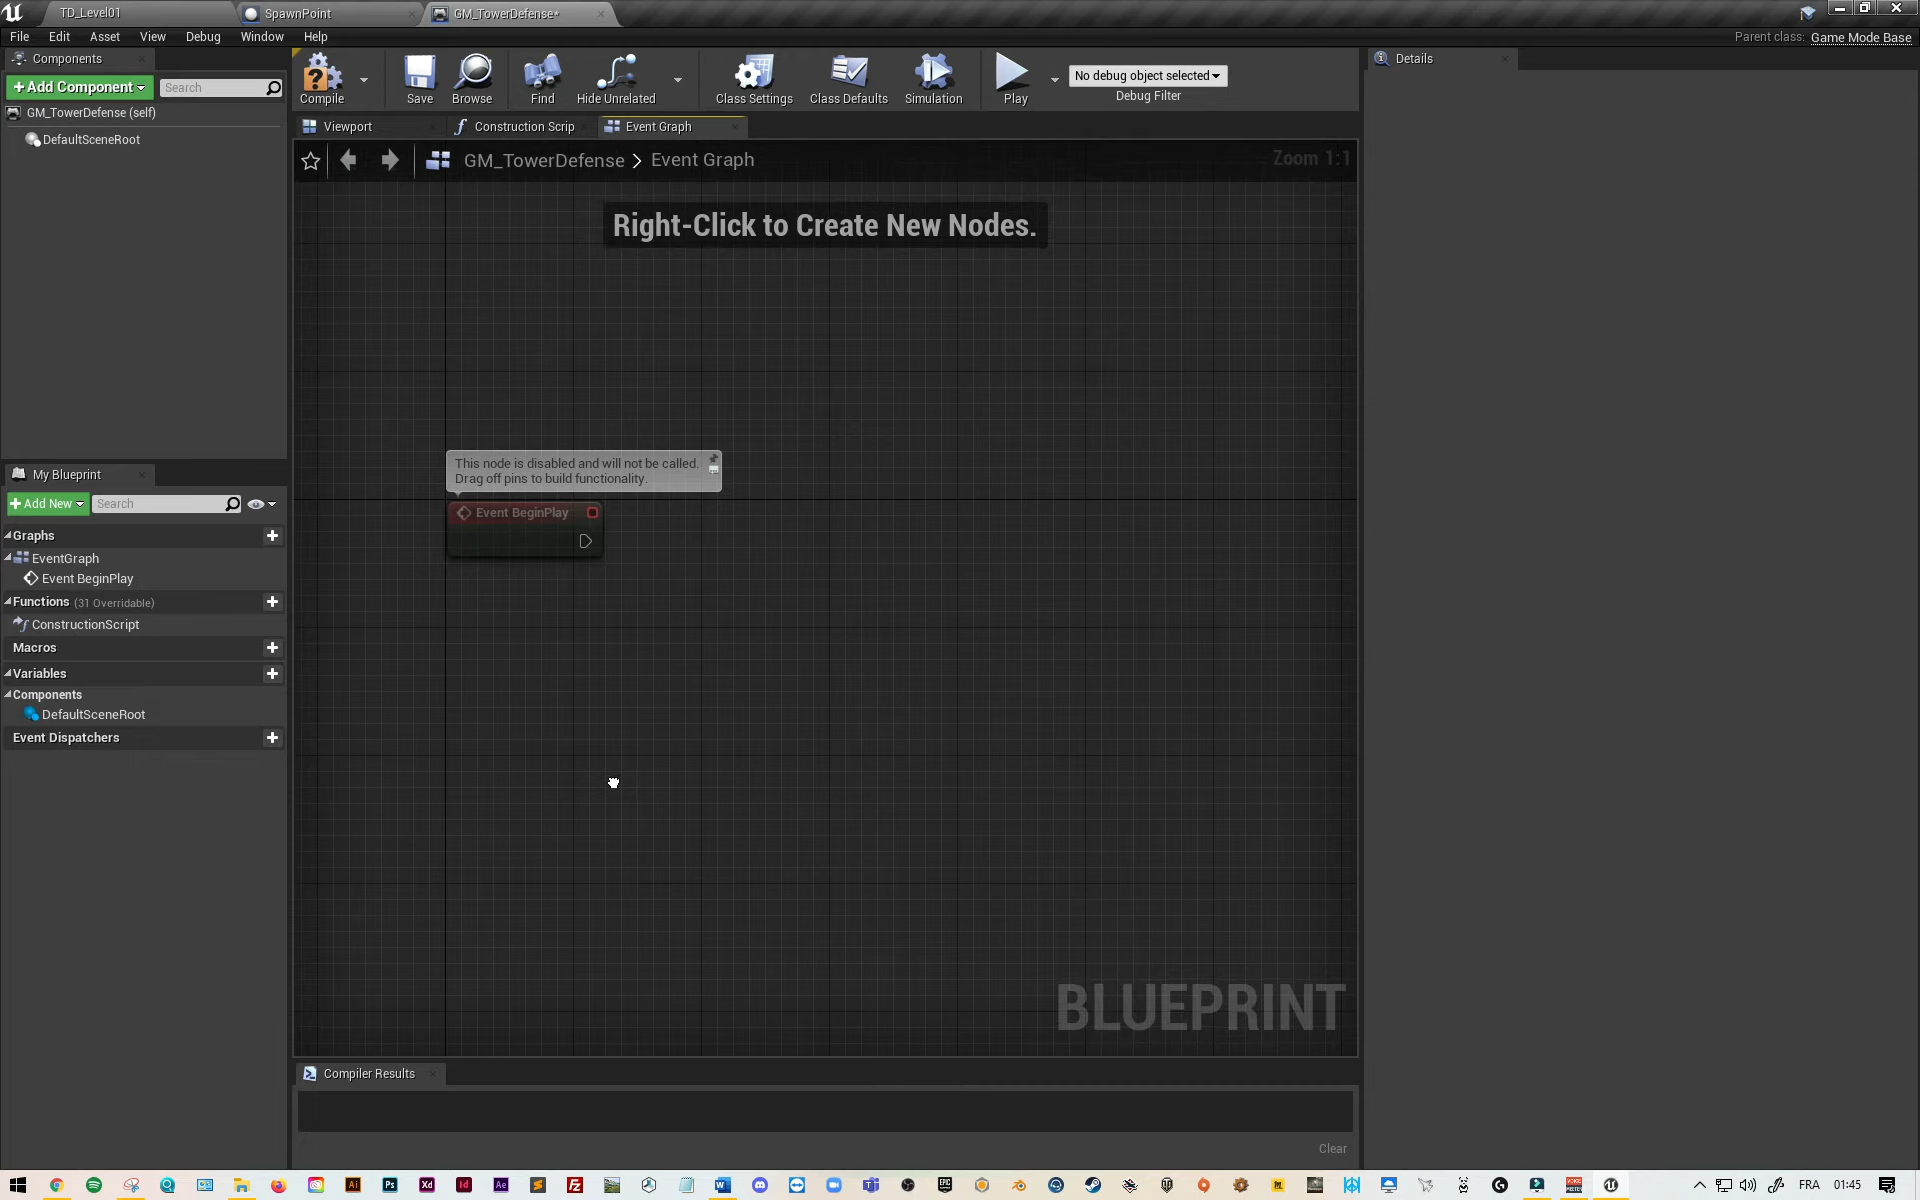 TD_Level01
SpawnPoint
GM_TowerDefense*
File Edit Asset View Debug Window Help
Parent class: Game Mode Base
Components
+Add Component
Search
GM_TowerDefense (self)
DefaultSceneRoot
Compile
Save
Browse
Find
Hide Unrelated
Class Settings
Class Defaults
Simulation
Play
No debug object selected
Debug Filter
Details
Viewport
Construction Scrip
Event Graph
GM_TowerDefense > Event Graph
Zoom 1:1
Right-Click to Create New Nodes.
This node is disabled and will not be called.
Drag off pins to build functionality.
Event BeginPlay
My Blueprint
+Add New
Search
Graphs
EventGraph
Event BeginPlay
Functions (31 Overridable)
ConstructionScript
Macros
Variables
Components
DefaultSceneRoot
Event Dispatchers
BLUEPRINT
Compiler Results
Clear
Ai
Ps
Xd
Id
Ae
FRA
01:45